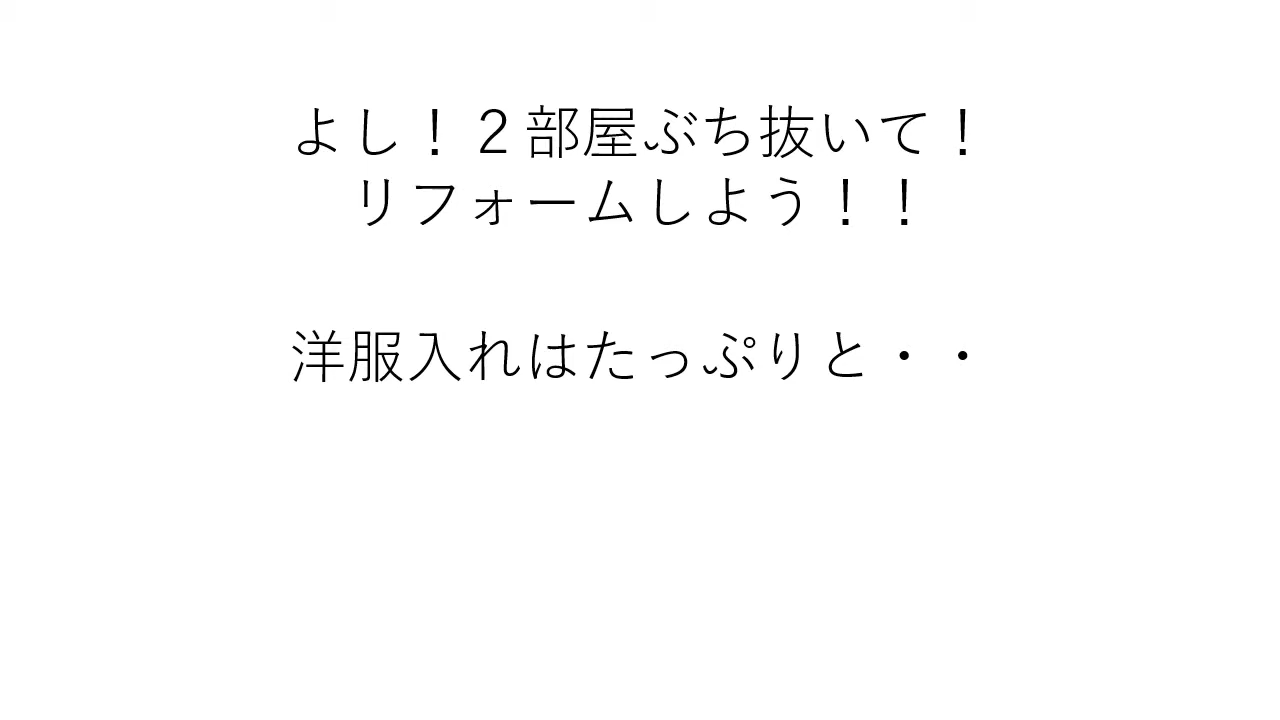 よし！２部屋ぶち抜いて！
リフォームしよう！！
洋服入れはたっぷりと・・